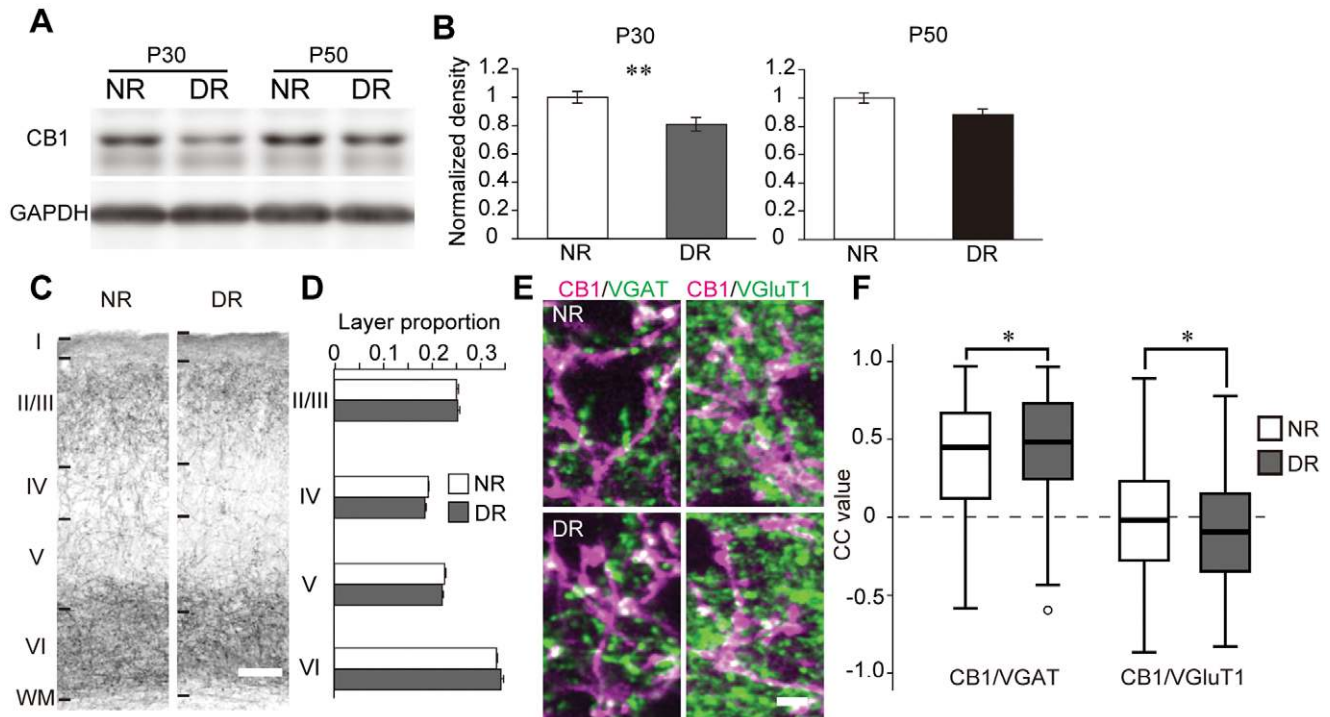 A
P30 P50
NR DR NR DR
CB1
GAPDH
B
P30 P50
Normalized density
**
1.2
1
0.8
0.6
0.4
0.2
0
NR DR
1.2
1
0.8
0.6
0.4
0.2
0
NR DR
C
NR DR
I
II/III
IV
V
VI
WM
D
Layer proportion
0 0.1 0.2 0.3
II/III
IV
V
VI
NR
DR
E
CB1/VGAT CB1/VGluT1
NR
DR
F
* *
CC value
1.0
0.5
0
-0.5
-1.0
CB1/VGAT CB1/VGluT1
NR
DR